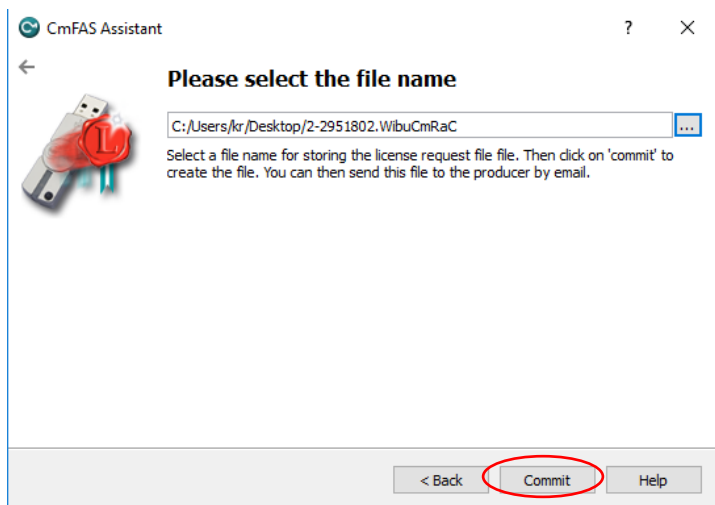 CmFAS Assistant
Please select the file name
C:/Users/kr/Desktop/2-2951802.WibuCmRaC
...
Select a file name for storing the license request file file. Then click on 'commit' to
create the file. You can then send this file to the producer by email.
L
< Back
Commit
Help